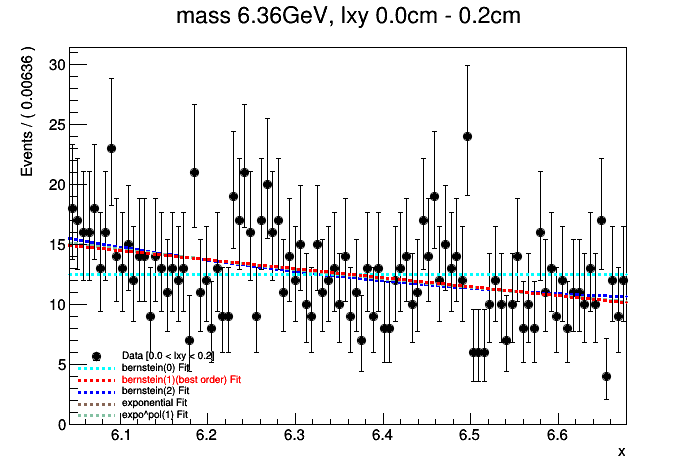 mass 6.36GeV, lxy 0.0cm - 0.2cm
Events / ( 0.00636 )
30
25
20
15
10
5
0
Data [0.0 < lxy < 0.2]
bernstein(0) Fit
bernstein(1)(best order) Fit
bernstein(2) Fit
exponential Fit
expo^pol(1) Fit
6.1 6.2 6.3 6.4 6.5 6.6
x